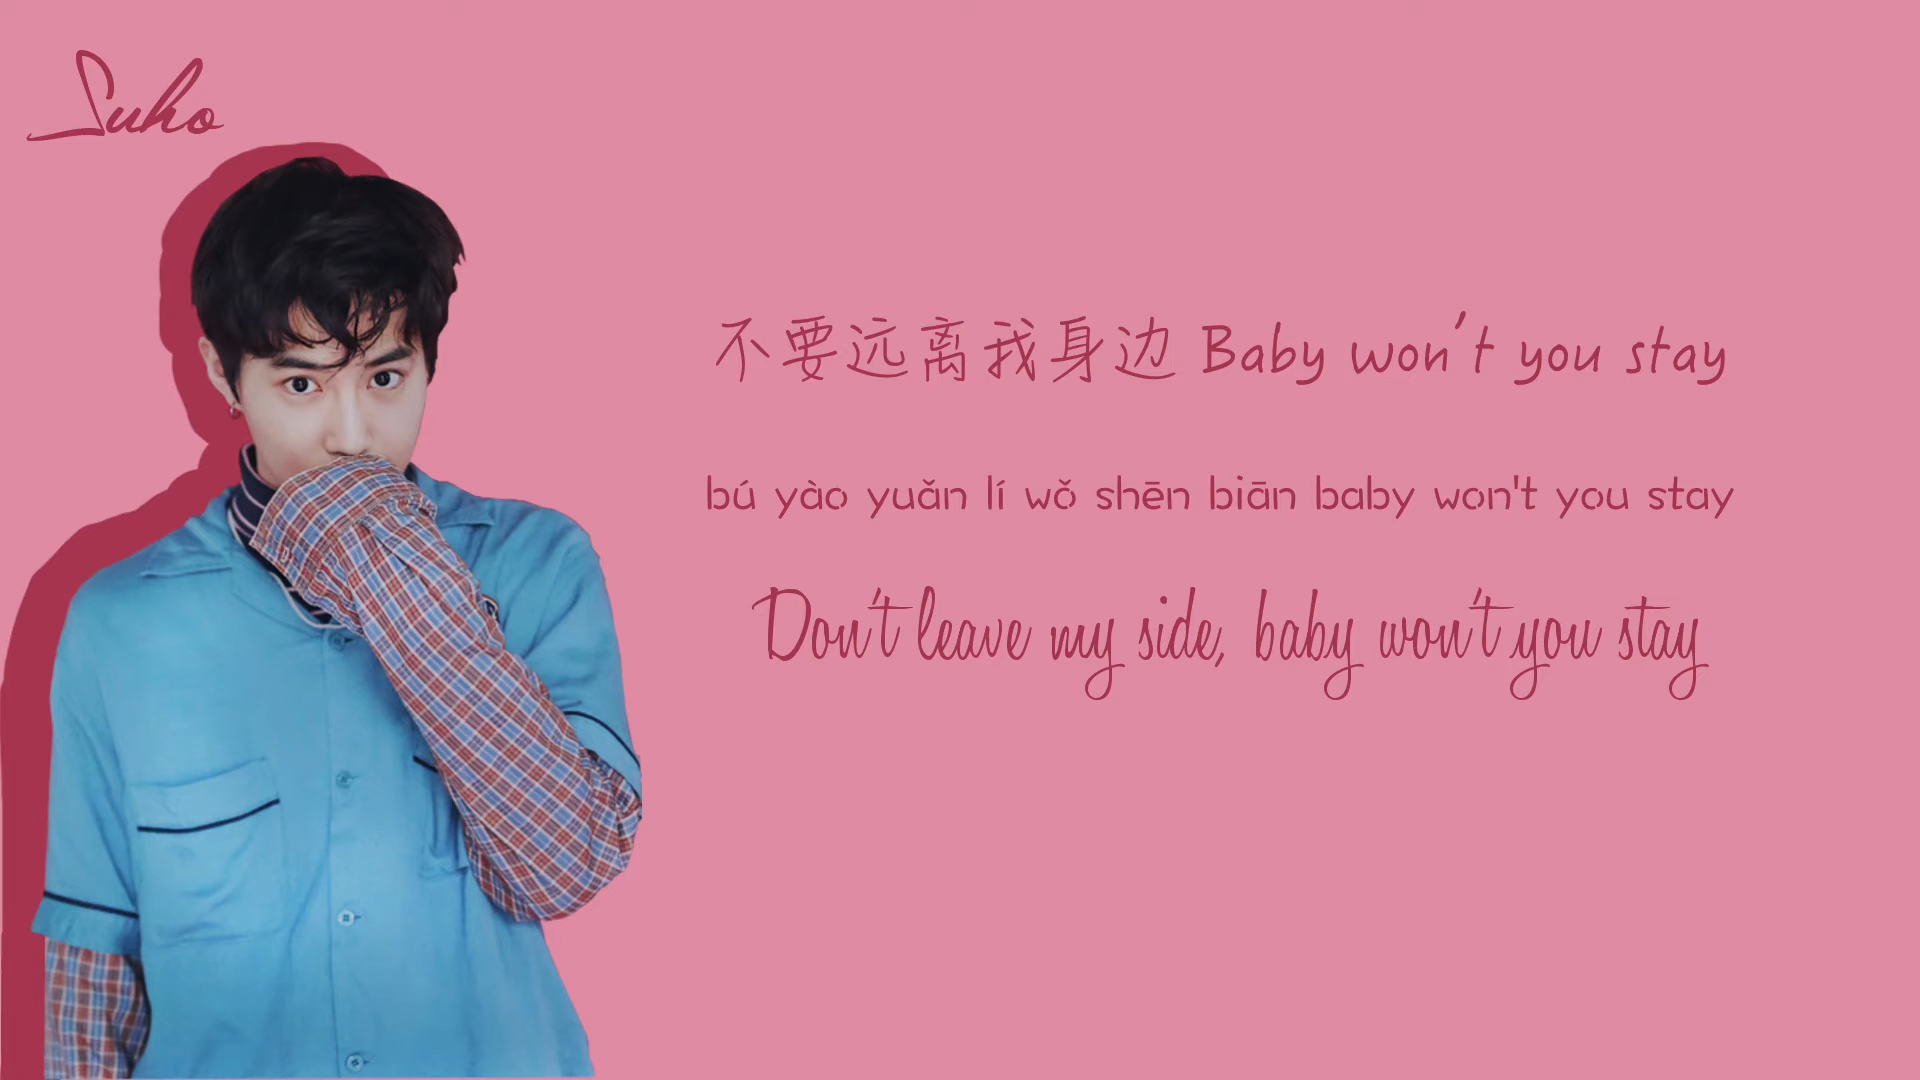 Suho
不要远离我身边 Baby won't you stay
bú yào yuǎn lí wǒ shēn biān baby won't you stay
Don't leave my side, baby won't you stay